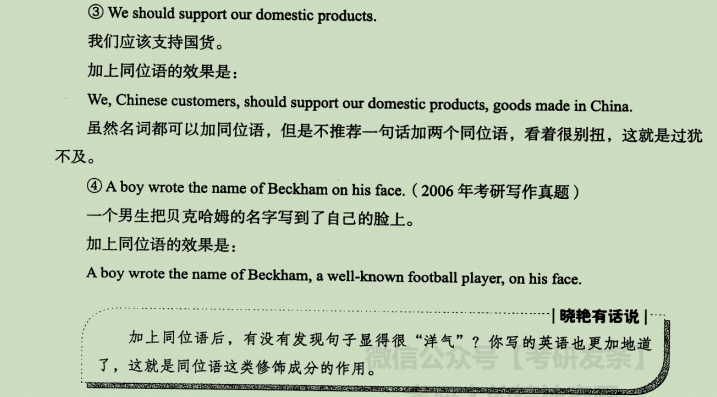 ③ We should support our domestic products.
我们应该支持国货。
加上同位语的效果是：
We, Chinese customers, should support our domestic products, goods made in China.
虽然名词都可以加同位语，但是不推荐一句话加两个同位语，看着很别扭，这就是过犹
不及。
④ A boy wrote the name of Beckham on his face.（2006 年考研写作真题）
一个男生把贝克哈姆的名字写到了自己的脸上。
加上同位语的效果是：
A boy wrote the name of Beckham, a well-known football player, on his face.
晓艳有话说
加上同位语后，有没有发现句子显得很“洋气”？你写的英语也更加地道
了，这就是同位语这类修饰成分的作用。
微信公众号【考研发条】